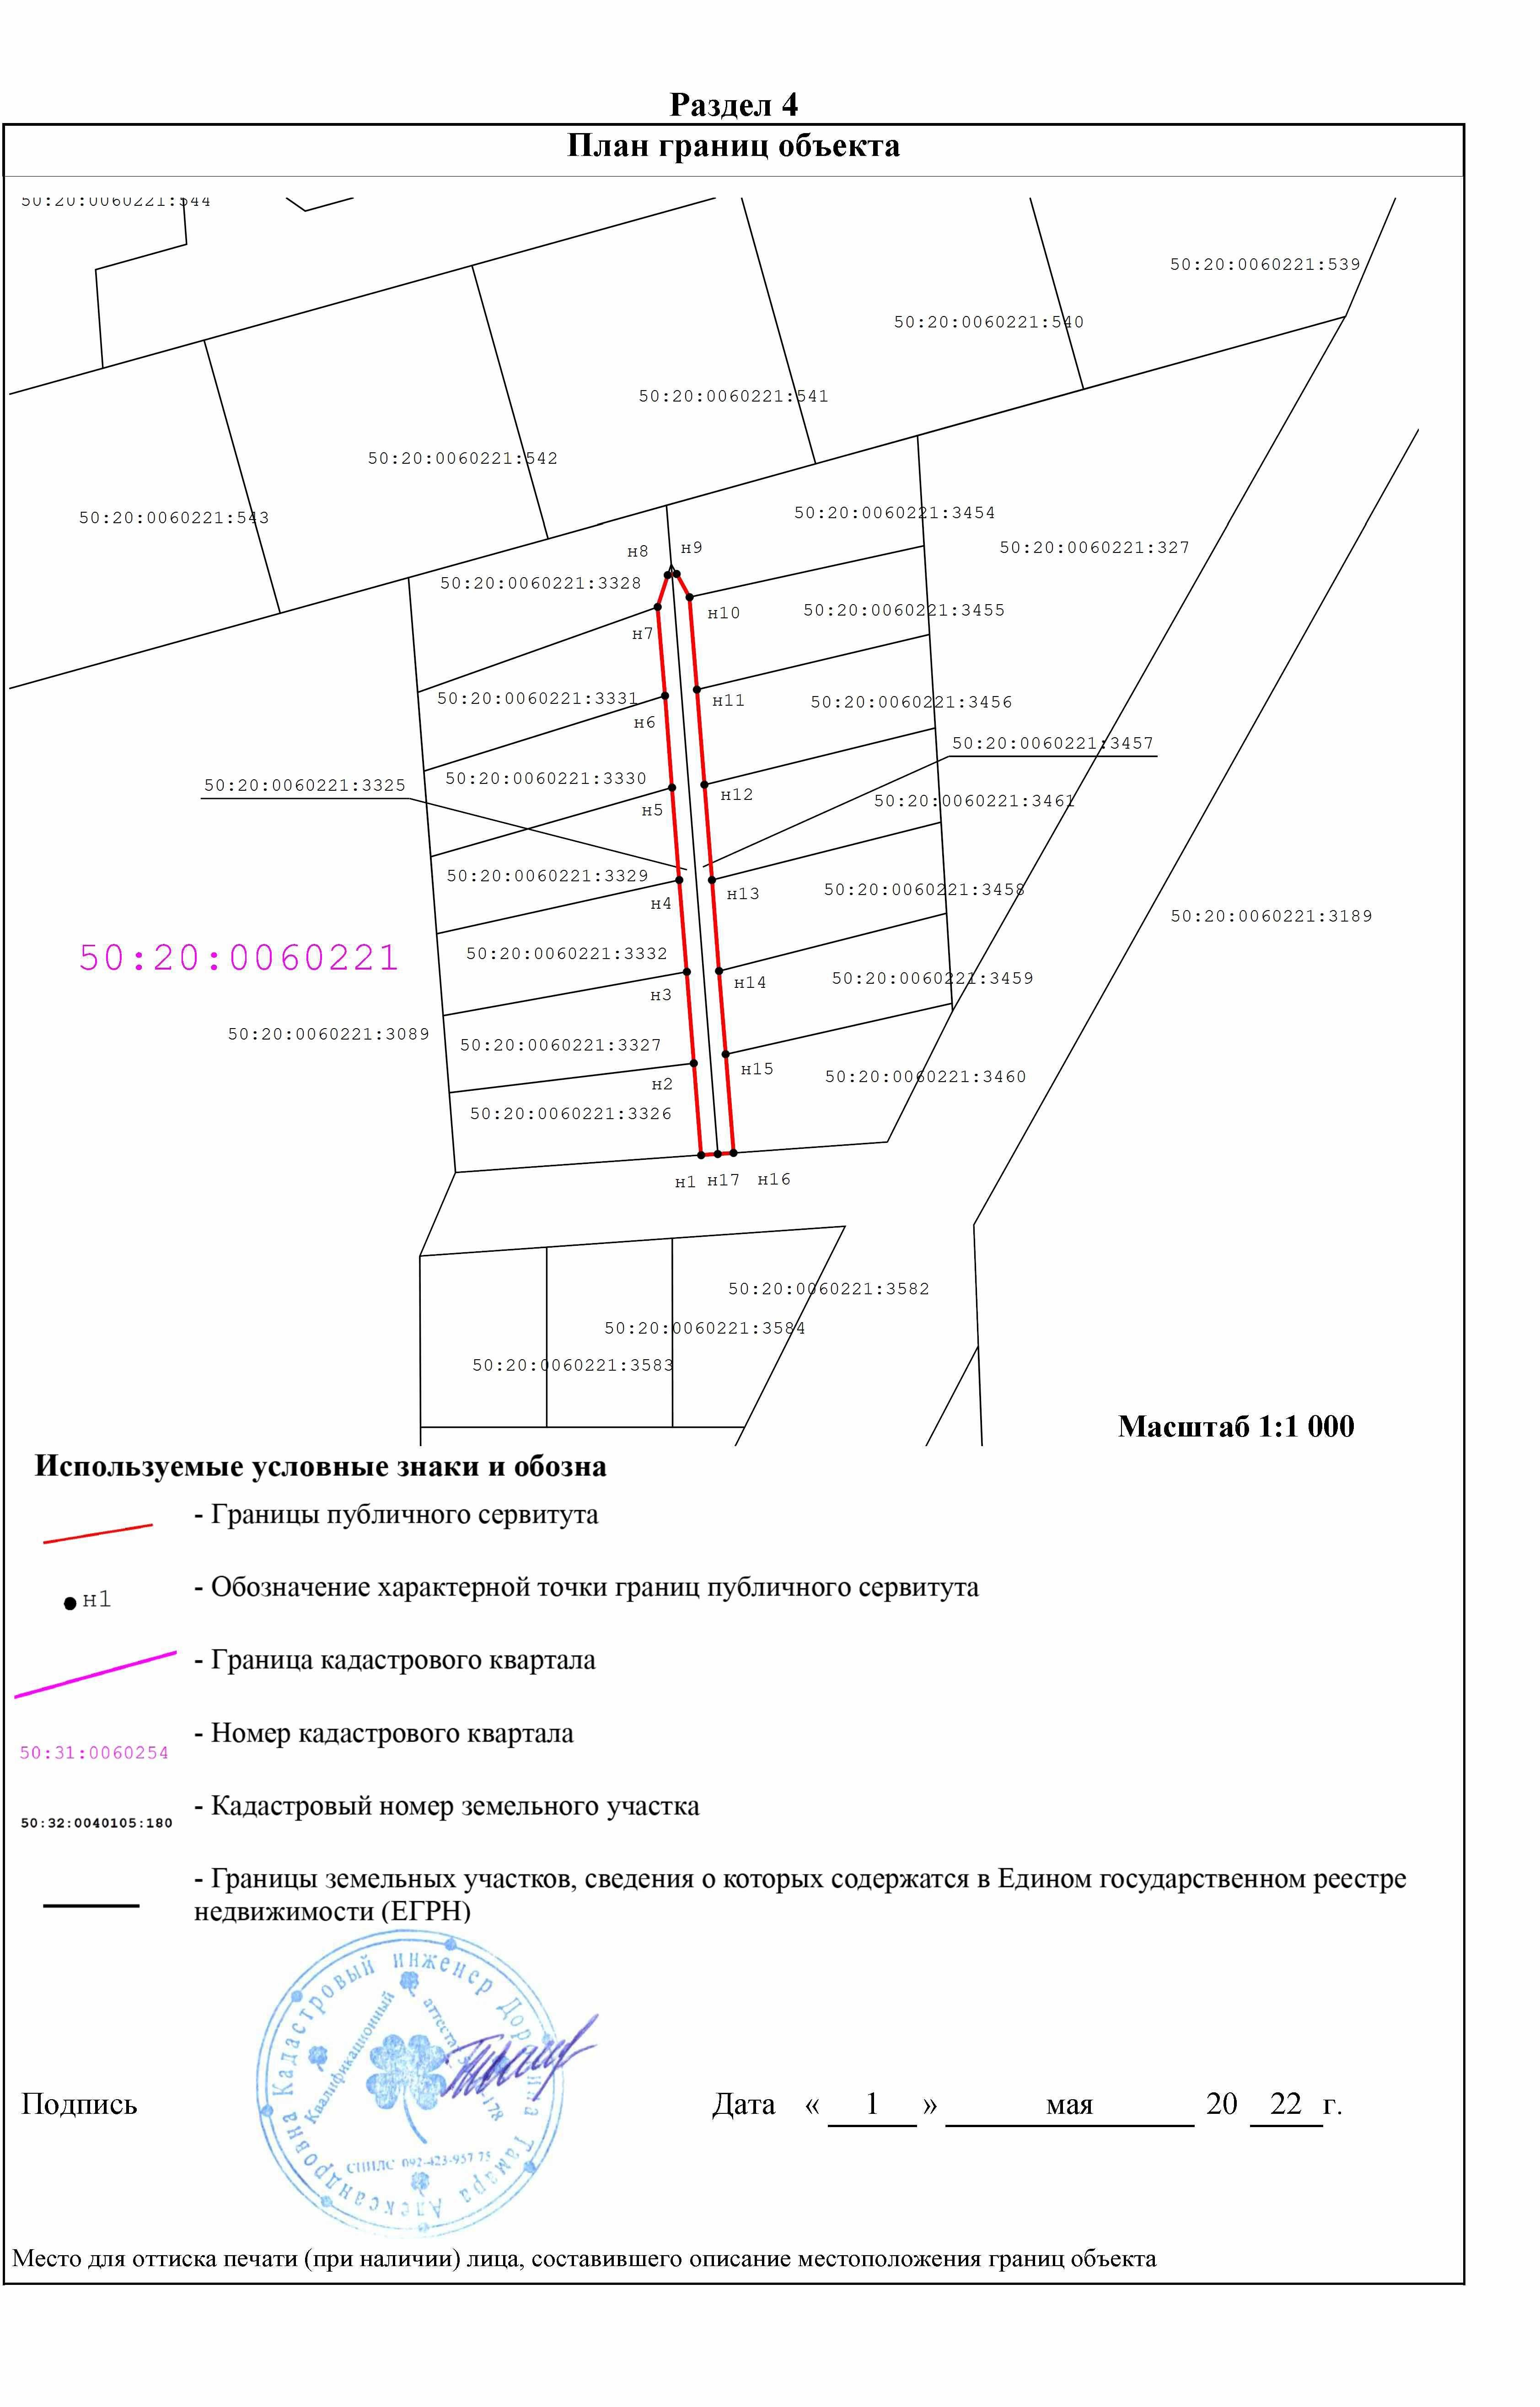 Раздел 4
План границ объекта
50:20:0060221:544
50:20:0060221:539
50:20:0060221:540
50:20:0060221:541
50:20:0060221:542
50:20:0060221:543
50:20:0060221:3454
50:20:0060221:327
н8
н9
50:20:0060221:3328
50:20:0060221:3455
н10
н7
50:20:0060221:3331
н11
50:20:0060221:3456
н6
50:20:0060221:3457
50:20:0060221:3330
50:20:0060221:3325
н12
50:20:0060221:3461
н5
50:20:0060221:3329
50:20:0060221:3458
н13
н4
50:20:0060221:3189
50:20:0060221
50:20:0060221:3332
50:20:0060221:3459
н14
н3
50:20:0060221:3089
50:20:0060221:3327
н15
50:20:0060221:3460
н2
50:20:0060221:3326
н1
н17
н16
50:20:0060221:3582
50:20:0060221:3584
50:20:0060221:3583
Масштаб 1:1 000
Используемые условные знаки и обозна
- Границы публичного сервитута
н1
- Обозначение характерной точки границ публичного сервитута
- Граница кадастрового квартала
50:31:0060254
- Номер кадастрового квартала
50:32:0040105:180
- Кадастровый номер земельного участка
- Границы земельных участков, сведения о которых содержатся в Едином государственном реестре
недвижимости (ЕГРН)
Кадастровый инженер
Тамара Александровна
Квалификационный
178
СНИЛС 092-423-957 75
Подпись
Дата « 1 » мая 20 22 г.
Место для оттиска печати (при наличии) лица, составившего описание местоположения границ объекта